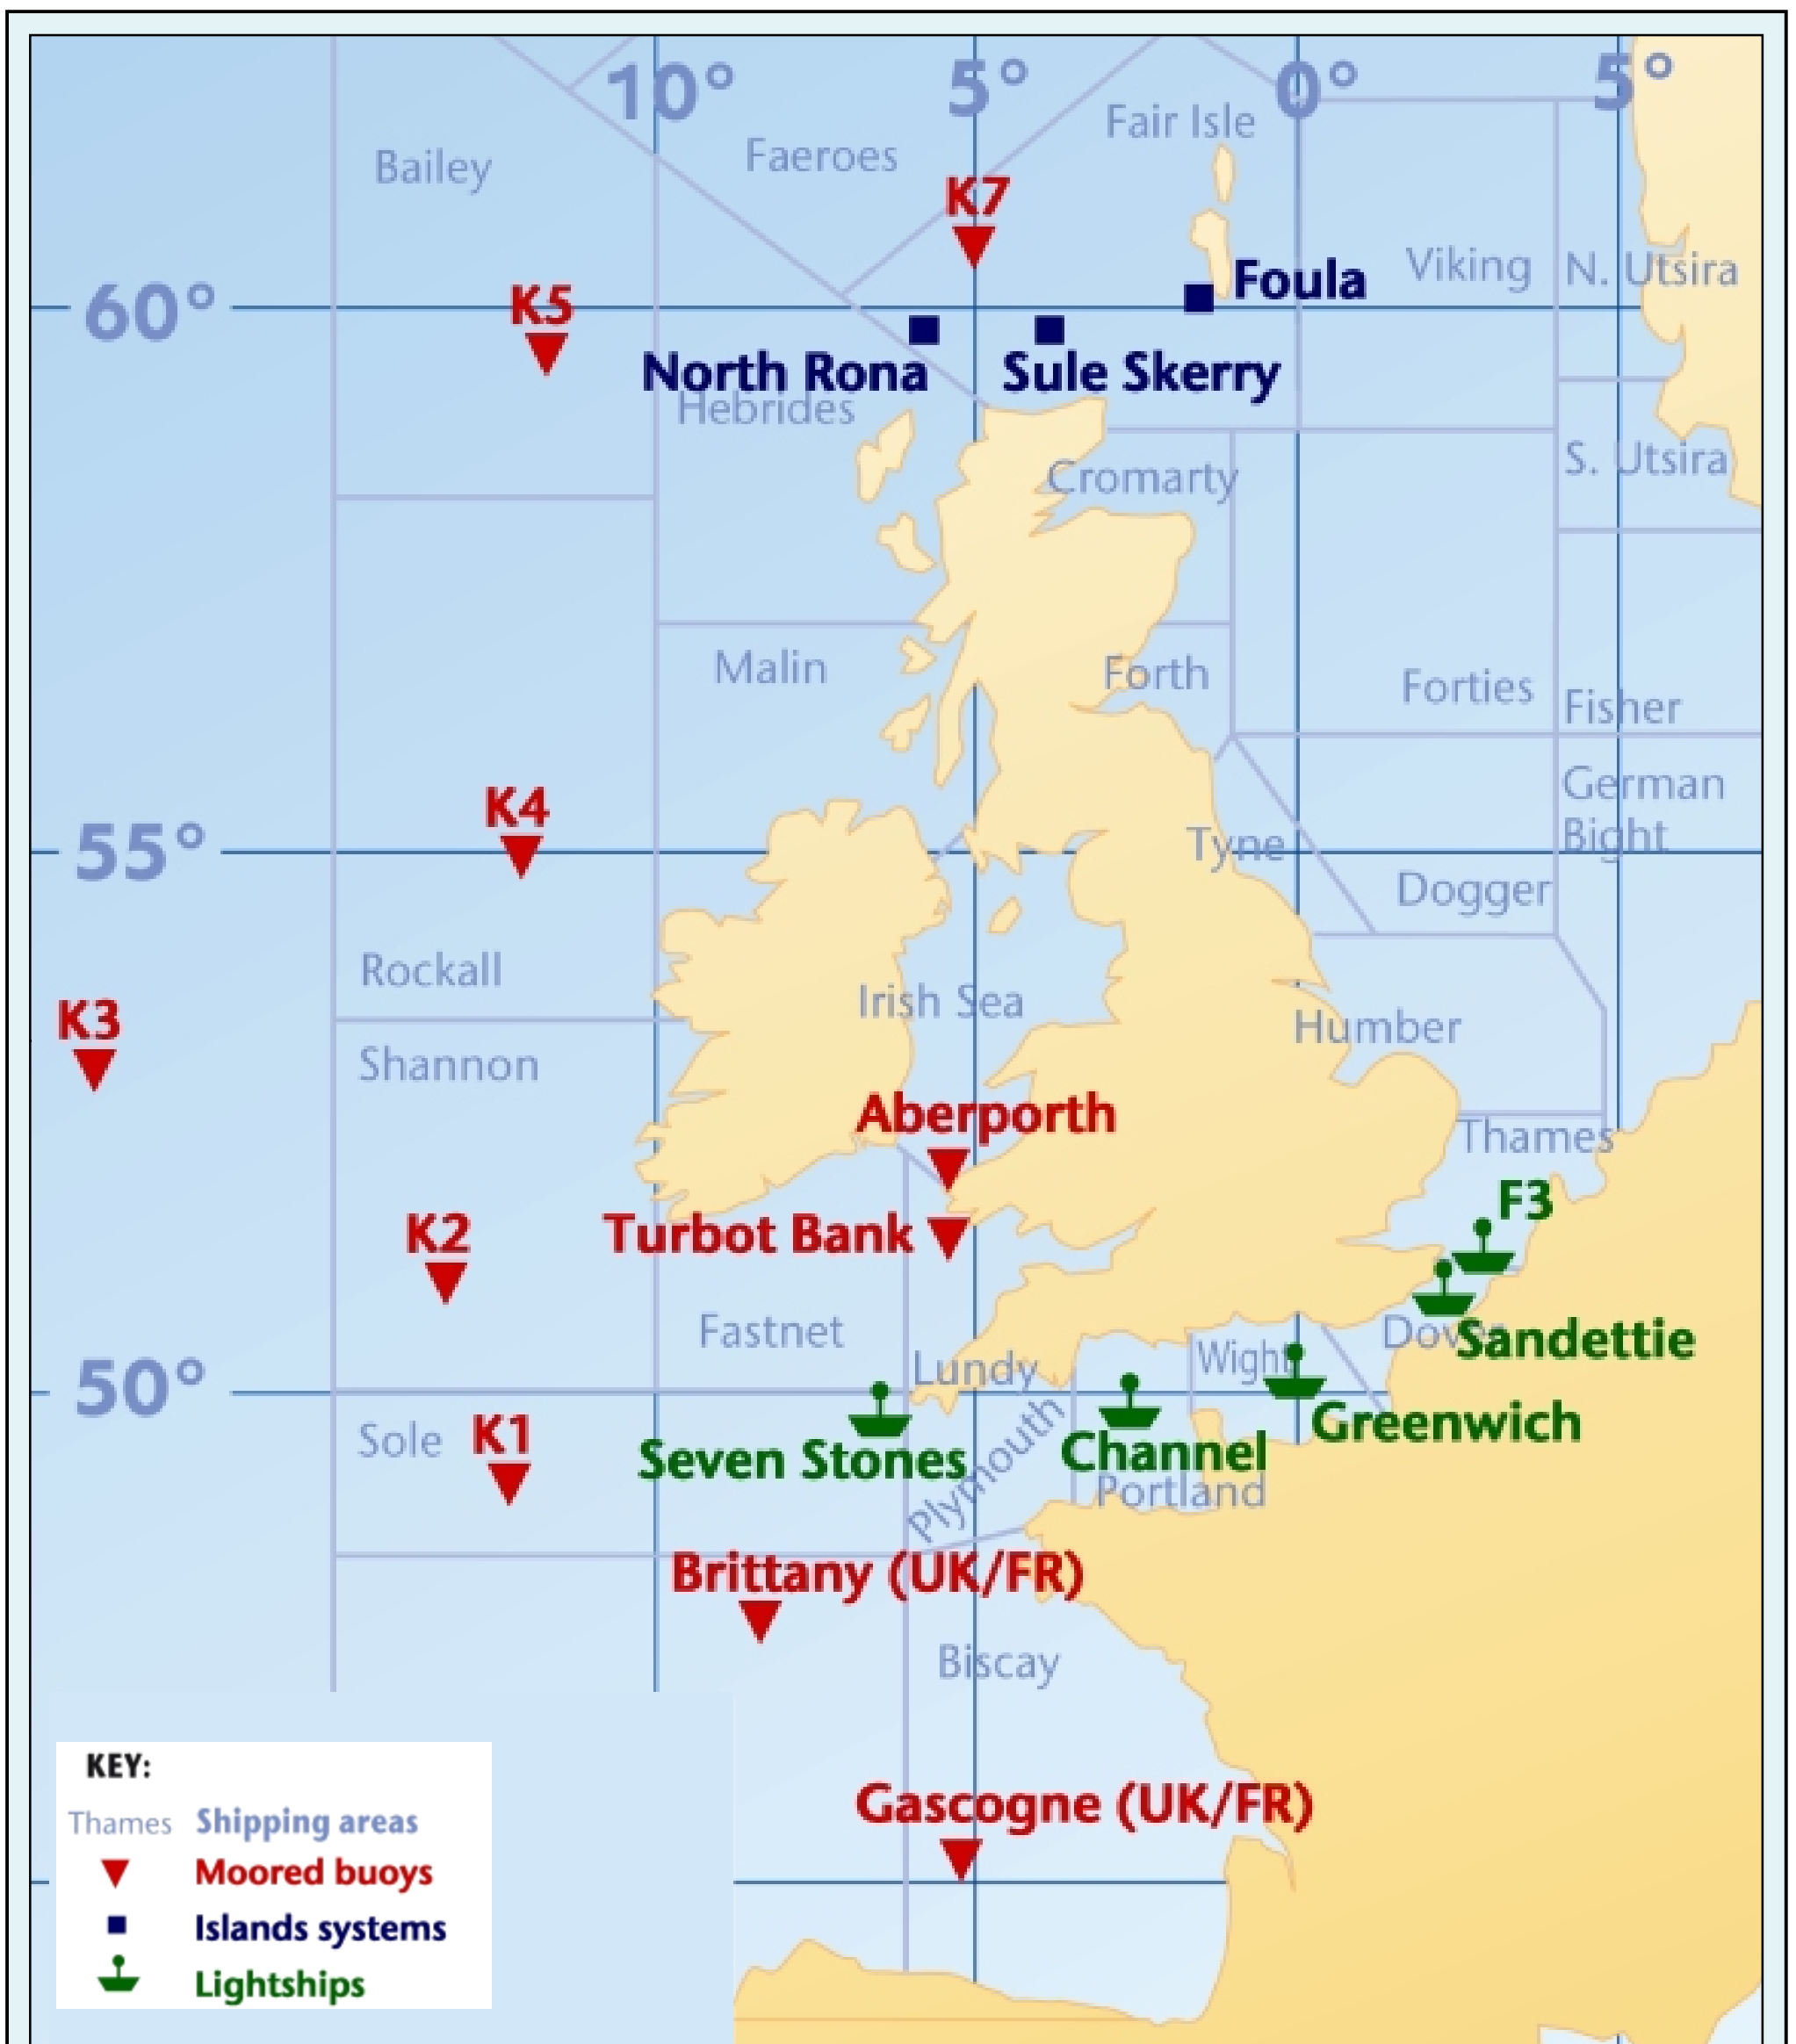 10°
5°
0°
5°
Fair Isle
Faeroes
Bailey
K7
Viking
N. Utsira
Foula
60°
K5
North Rona
Sule Skerry
Hebrides
S. Utsira
Cromarty
Malin
Forth
Forties
Fisher
German
Bight
K4
55°
Tyne
Dogger
Rockall
Irish Sea
K3
Humber
Shannon
Aberporth
Thames
F3
K2
Turbot Bank
Fastnet
Dover
Sandettie
Wight
Lundy
50°
Greenwich
Sole
K1
Seven Stones
Plymouth
Channel
Portland
Brittany (UK/FR)
Biscay
Gascogne (UK/FR)
KEY:
Thames Shipping areas
Moored buoys
Islands systems
Lightships